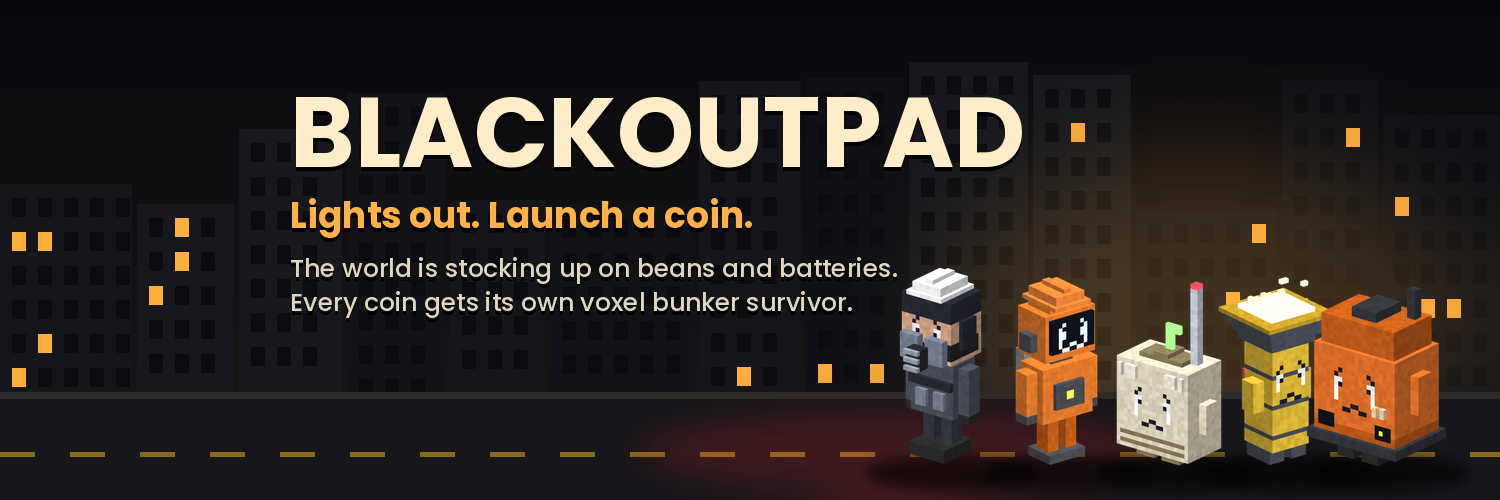 BLACKOUTPAD
Lights out. Launch a coin.
The world is stocking up on beans and batteries.
Every coin gets its own voxel bunker survivor.